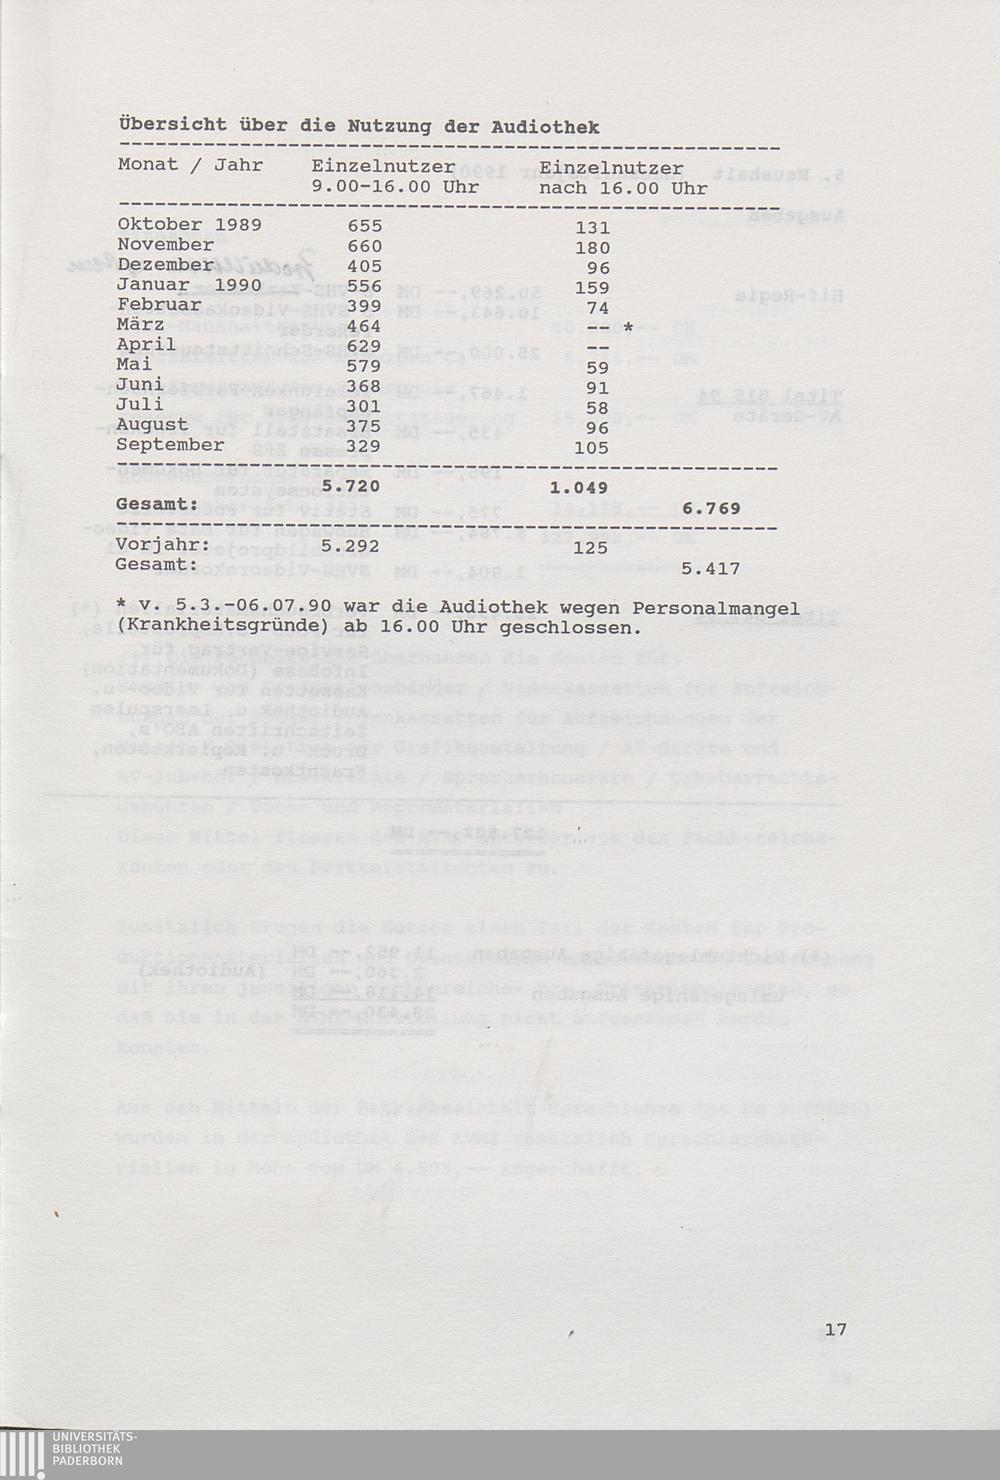 Übersicht über die Nutzung der Audiothek
Monat / Jahr Einzelnutzer Einzelnutzer
9.00-16.00 Uhr nach 16.00 Uhr
Oktober 1989 655 131
November 660 180
Dezember 405 96
Januar 1990 556 159
Februar 399 74
März 464 -- *
April 629 --
Mai 579 59
Juni 368 91
Juli 301 58
August 375 96
September 329 105
5.720 1.049
Gesamt: 6.769
Vorjahr: 5.292 125
Gesamt: 5.417
* v. 5.3.-06.07.90 war die Audiothek wegen Personalmangel
(Krankheitsgründe) ab 16.00 Uhr geschlossen.
17
UNIVERSITÄTS-
BIBLIOTHEK
PADERBORN